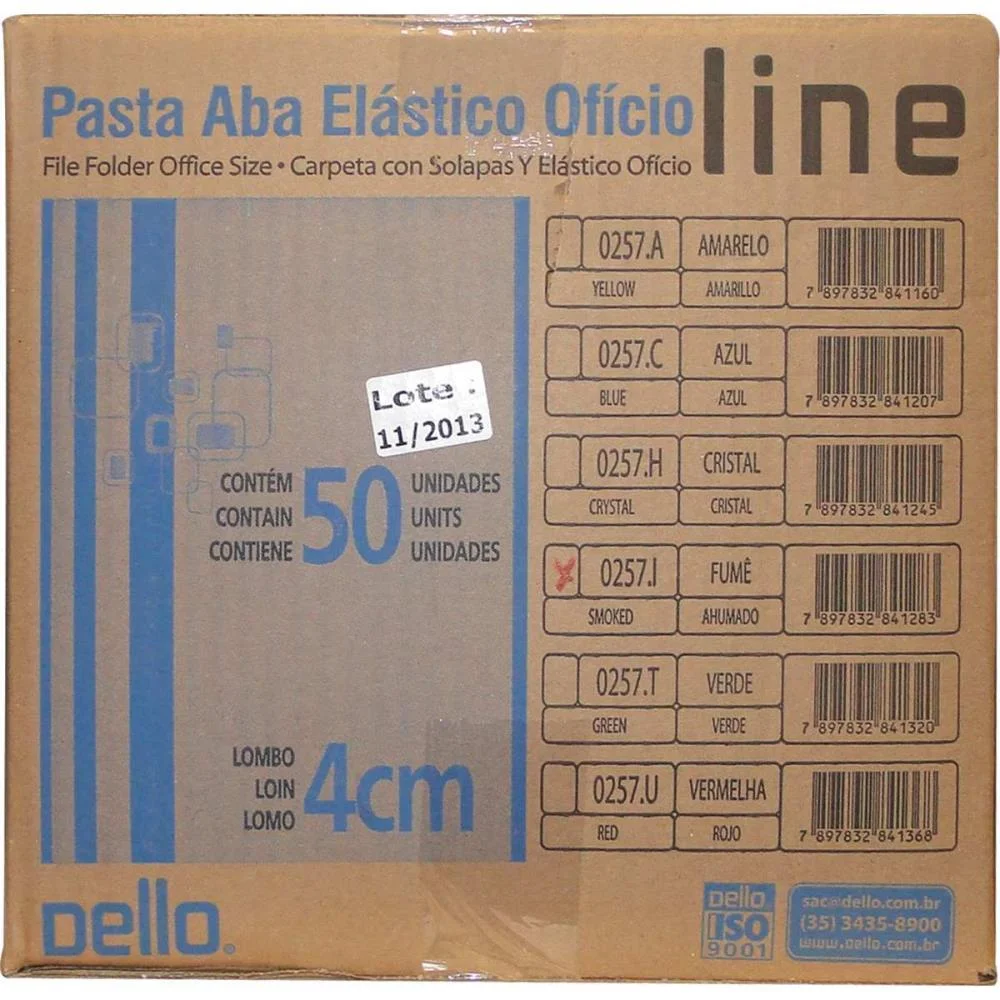 Pasta Aba Elástico Ofício line
File Folder Office Size • Carpeta con Solapas Y Elástico Ofício
0257.A AMARELO
YELLOW AMARILLO
7 897832 841160
0257.C AZUL
BLUE AZUL
7 897832 841207
0257.H CRISTAL
CRYSTAL CRISTAL
7 897832 841245
X 0257.I FUMÊ
SMOKED AHUMADO
7 897832 841283
0257.T VERDE
GREEN VERDE
7 897832 841320
0257.U VERMELHA
RED ROJO
7 897832 841368
Lote :
11/2013
CONTÉM 50 UNIDADES
CONTAIN UNITS
CONTIENE UNIDADES
LOMBO 4cm
LOIN
LOMO
Dello®
Dello
ISO
9001
sac@dello.com.br
(35) 3435-8900
www.dello.com.br